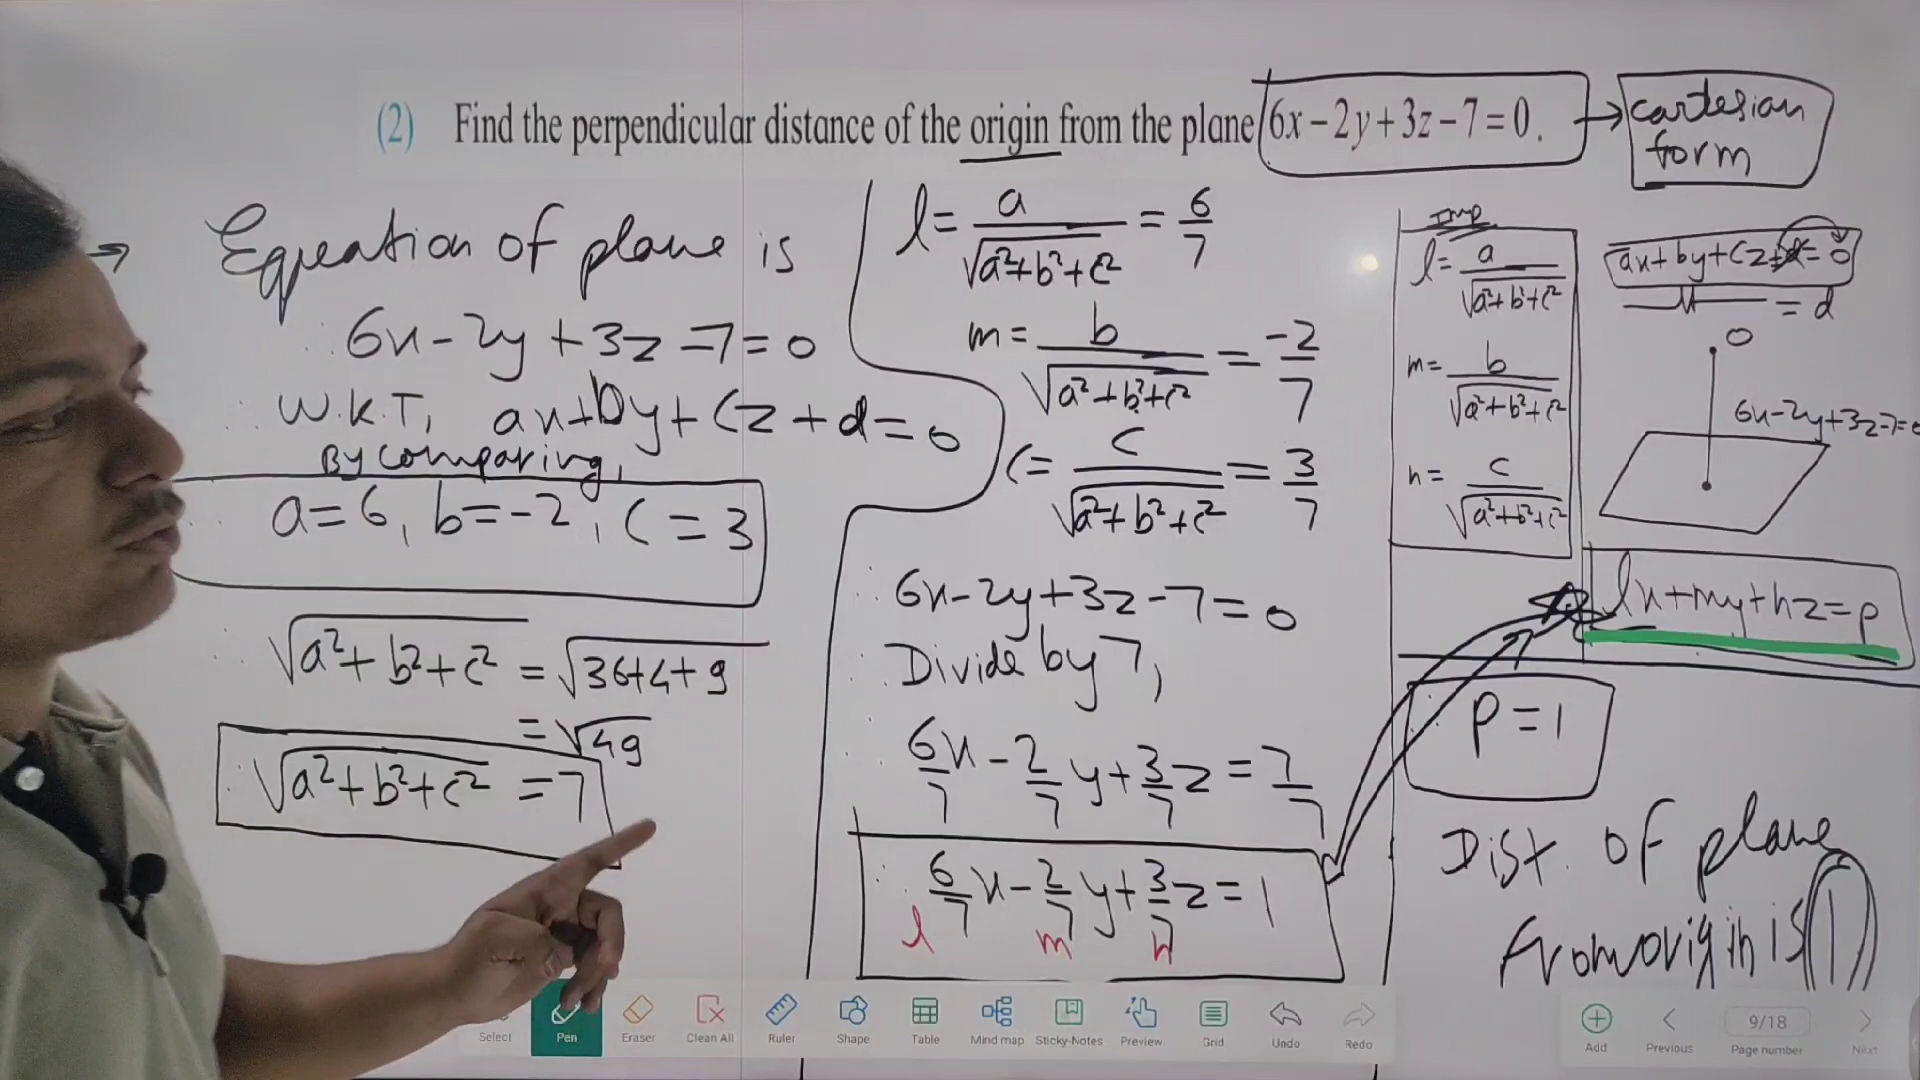 (2) Find the perpendicular distance of the origin from the plane 6x – 2y + 3z – 7 = 0.
→ cartesian form
→ Equation of plane is
∴ 6x - 2y + 3z - 7 = 0
∴ W.K.T, ax + by + cz + d = 0
By comparing,
∴ a = 6, b = -2, c = 3
∴ √(a² + b² + c²) = √(36 + 4 + 9)
= √49
∴ √(a² + b² + c²) = 7
l = a/√(a² + b² + c²) = 6/7
m = b/√(a² + b² + c²) = -2/7
c = c/√(a² + b² + c²) = 3/7
∴ 6x - 2y + 3z - 7 = 0
∴ Divide by 7,
∴ 6/7 x - 2/7 y + 3/7 z = 7/7
∴ 6/7 x - 2/7 y + 3/7 z = 1
l m n
Imp
l = a/√(a² + b² + c²)
m = b/√(a² + b² + c²)
n = c/√(a² + b² + c²)
ax + by + cz + d = 0
= d
O
6x - 2y + 3z - 7 = 0
lx + my + nz = p
∴ p = 1
Dist. of plane
from origin is 1
Select Pen Eraser Clean All Ruler Shape Table Mind map Sticky-Notes Preview Grid Undo Redo
Add Previous 9/18 Page number Next